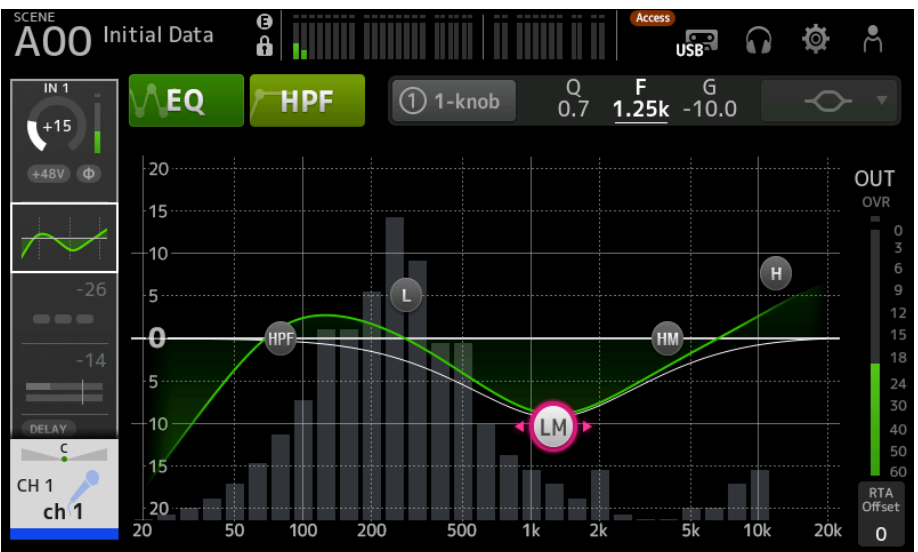 SCENE
A00 Initial Data
E
Access
USB
IN 1
+15
+48V Φ
-26
-14
DELAY
C
CH 1
ch 1
EQ
HPF
1 1-knob
Q
0.7
F
1.25k
G
-10.0
20
15
10
5
0
5
10
15
20
HPF
L
LM
HM
H
20 50 100 200 500 1k 2k 5k 10k 20k
OUT
OVR
0
3
6
9
12
15
18
24
30
40
50
60
RTA
Offset
0